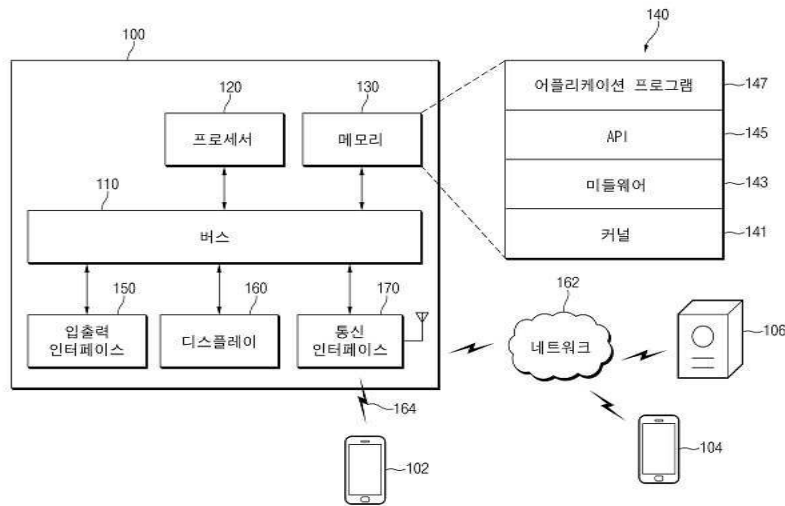 100
140
120
130
프로세서
메모리
어플리케이션 프로그램
147
API
145
미들웨어
143
커널
141
110
버스
150
160
170
입출력
인터페이스
디스플레이
통신
인터페이스
162
네트워크
106
164
102
104